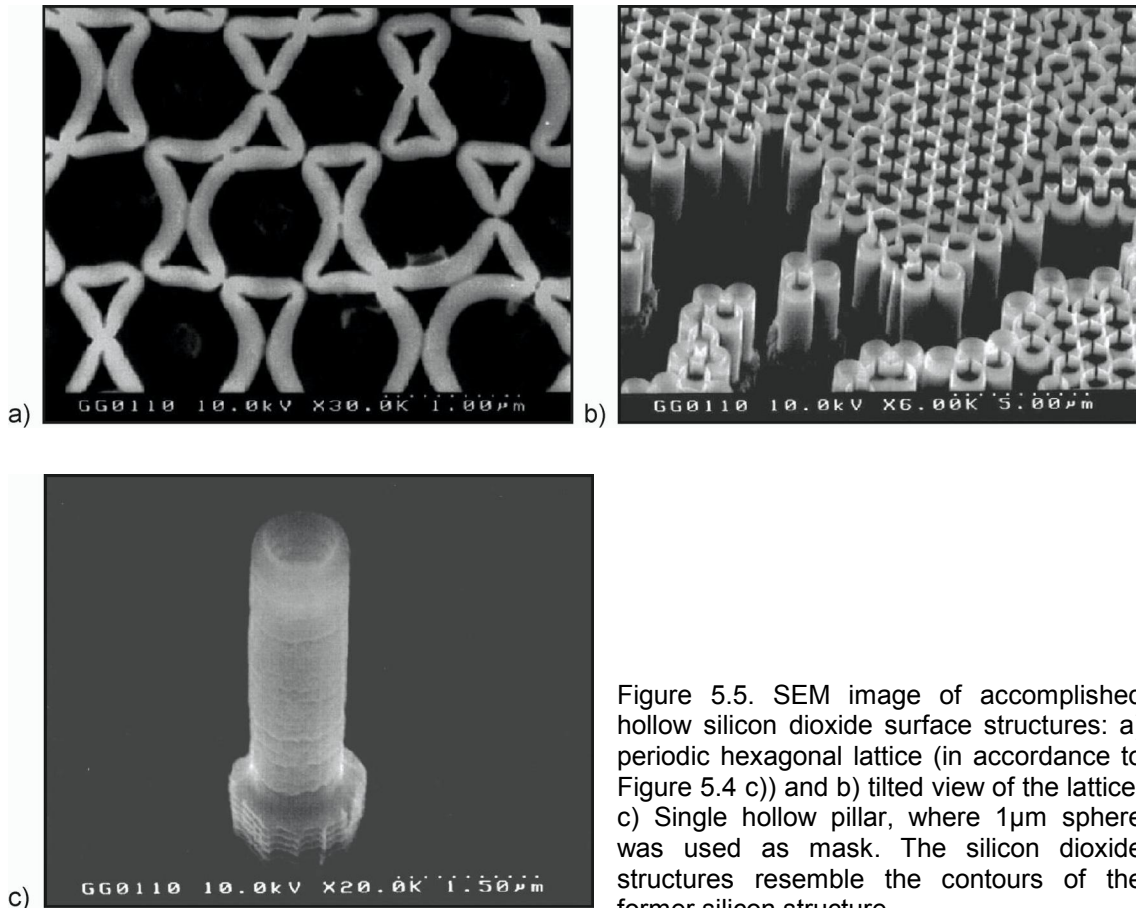 GG0110 10.0kV X30.0K 1.00µm
a)
GG0110 10.0kV X6.00K 5.00µm
b)
GG0110 10.0kV X20.0K 1.50µm
c)
Figure 5.5. SEM image of accomplished
hollow silicon dioxide surface structures: a
periodic hexagonal lattice (in accordance to
Figure 5.4 c)) and b) tilted view of the lattice
c) Single hollow pillar, where 1µm sphere
was used as mask. The silicon dioxide
structures resemble the contours of the
former silicon structure